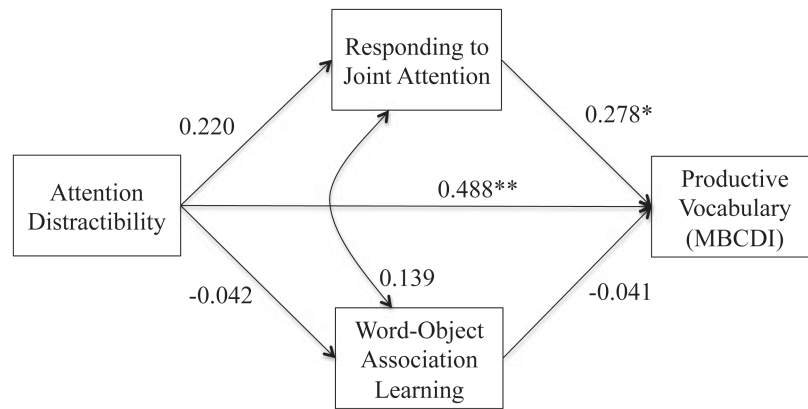 Responding to
Joint Attention
0.220
0.278*
Attention
Distractibility
0.488**
Productive
Vocabulary
(MBCDI)
-0.042
0.139
-0.041
Word-Object
Association
Learning